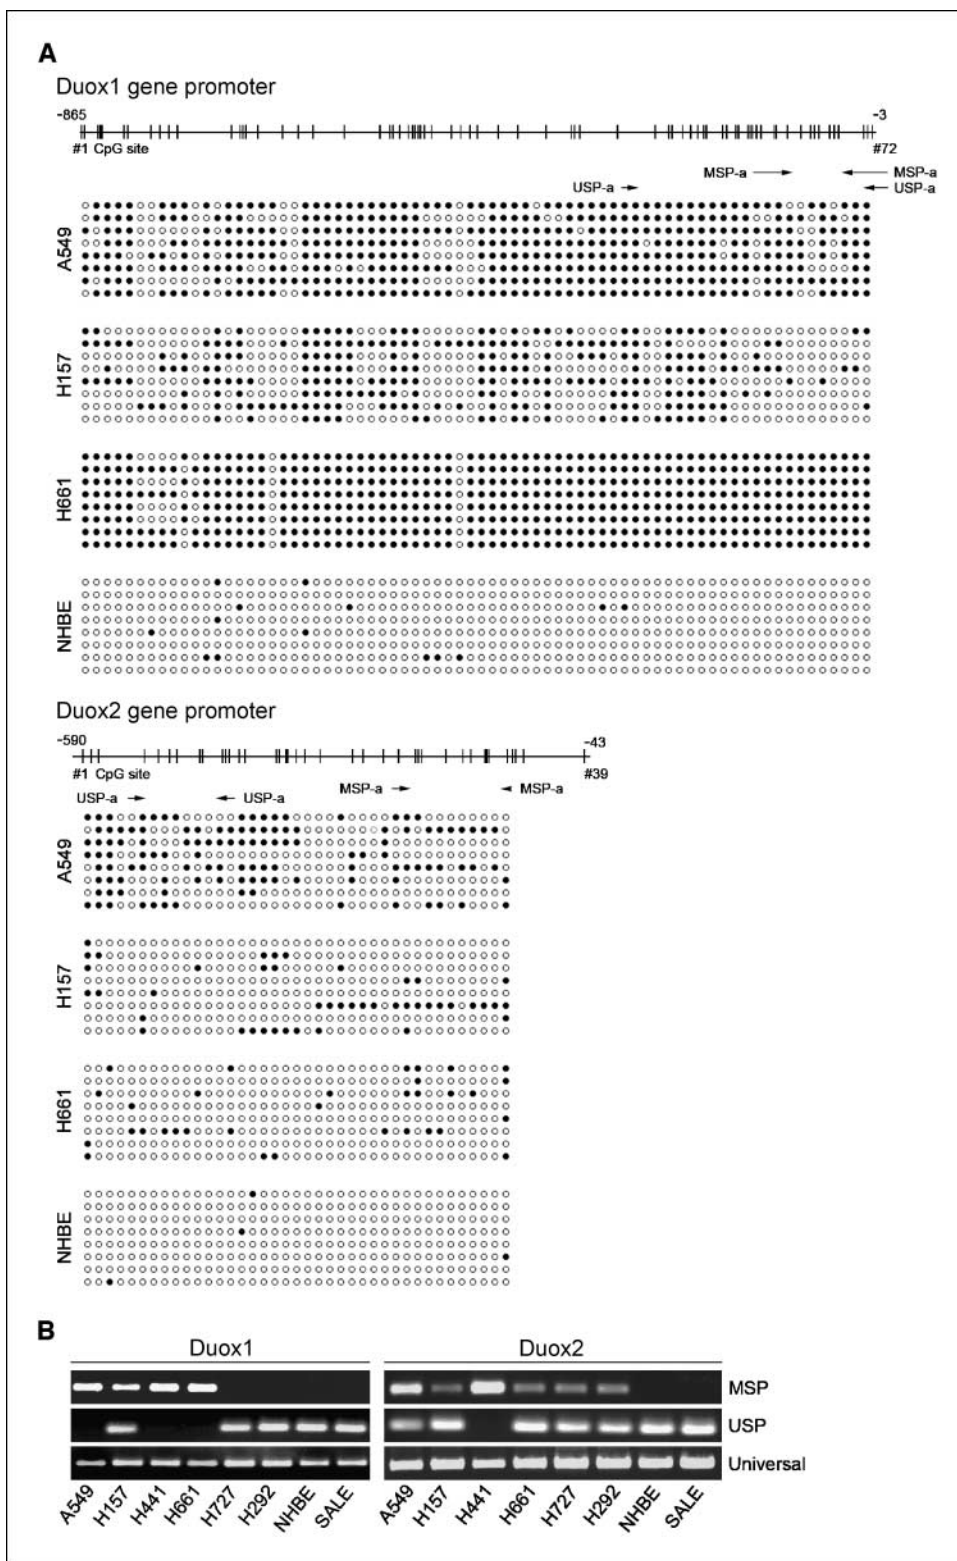 A
Duox1 gene promoter
-865 -3
#1 CpG site #72
MSP-a MSP-a
USP-a USP-a
A549
H157
H661
NHBE
Duox2 gene promoter
-590 -43
#1 CpG site #39
USP-a USP-a MSP-a MSP-a
A549
H157
H661
NHBE
B
Duox1 Duox2
MSP
USP
Universal
A549 H157 H441 H661 H727 H292 NHBE SALE A549 H157 H441 H661 H727 H292 NHBE SALE